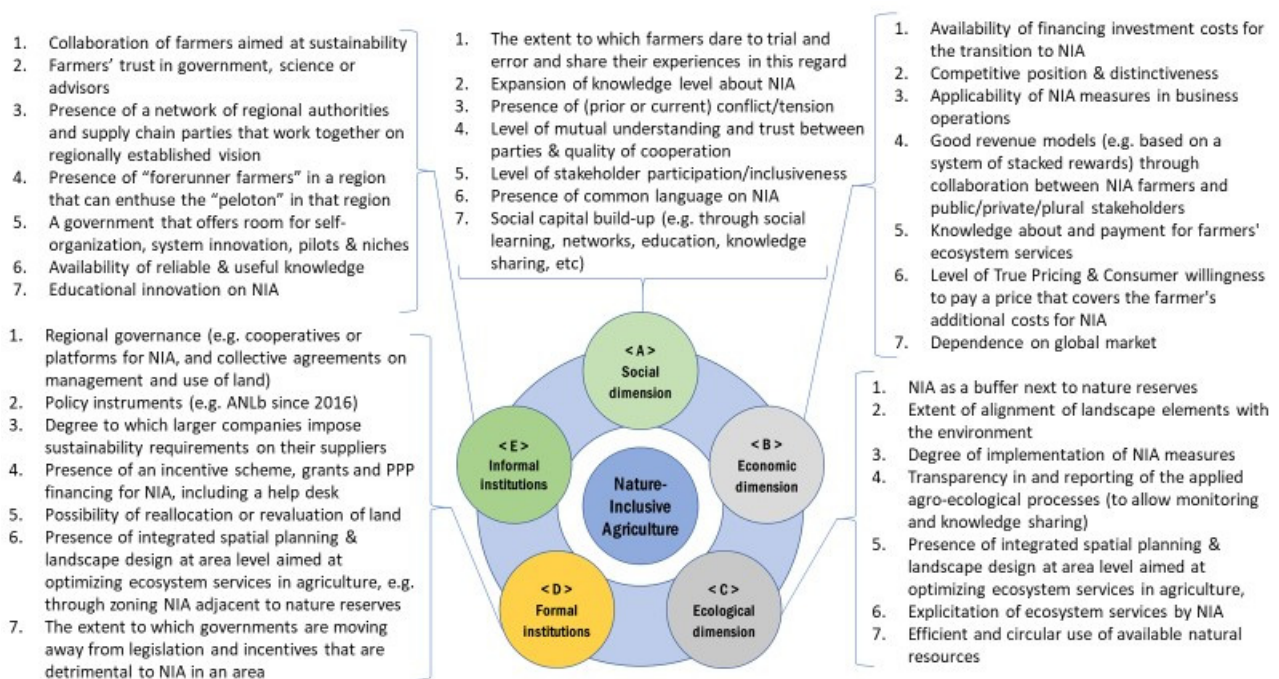 1. Collaboration of farmers aimed at sustainability
2. Farmers' trust in government, science or
advisors
3. Presence of a network of regional authorities
and supply chain parties that work together on
regionally established vision
4. Presence of “forerunner farmers” in a region
that can enthuse the “peloton” in that region
5. A government that offers room for self-
organization, system innovation, pilots & niches
6. Availability of reliable & useful knowledge
7. Educational innovation on NIA
1. The extent to which farmers dare to trial and
error and share their experiences in this regard
2. Expansion of knowledge level about NIA
3. Presence of (prior or current) conflict/tension
4. Level of mutual understanding and trust between
parties & quality of cooperation
5. Level of stakeholder participation/inclusiveness
6. Presence of common language on NIA
7. Social capital build-up (e.g. through social
learning, networks, education, knowledge
sharing, etc)
1. Availability of financing investment costs for
the transition to NIA
2. Competitive position & distinctiveness
3. Applicability of NIA measures in business
operations
4. Good revenue models (e.g. based on a
system of stacked rewards) through
collaboration between NIA farmers and
public/private/plural stakeholders
5. Knowledge about and payment for farmers'
ecosystem services
6. Level of True Pricing & Consumer willingness
to pay a price that covers the farmer's
additional costs for NIA
7. Dependence on global market
1. Regional governance (e.g. cooperatives or
platforms for NIA, and collective agreements on
management and use of land)
2. Policy instruments (e.g. ANLb since 2016)
3. Degree to which larger companies impose
sustainability requirements on their suppliers
4. Presence of an incentive scheme, grants and PPP
financing for NIA, including a help desk
5. Possibility of reallocation or revaluation of land
6. Presence of integrated spatial planning &
landscape design at area level aimed at
optimizing ecosystem services in agriculture, e.g.
through zoning NIA adjacent to nature reserves
7. The extent to which governments are moving
away from legislation and incentives that are
detrimental to NIA in an area
< A >
Social
dimension
< B >
Economic
dimension
< C >
Ecological
dimension
< D >
Formal
institutions
< E >
Informal
institutions
Nature-
Inclusive
Agriculture
1. NIA as a buffer next to nature reserves
2. Extent of alignment of landscape elements with
the environment
3. Degree of implementation of NIA measures
4. Transparency in and reporting of the applied
agro-ecological processes (to allow monitoring
and knowledge sharing)
5. Presence of integrated spatial planning &
landscape design at area level aimed at
optimizing ecosystem services in agriculture,
6. Explicitation of ecosystem services by NIA
7. Efficient and circular use of available natural
resources